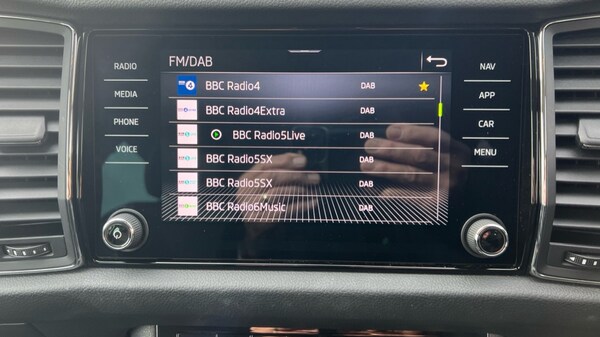 RADIO
MEDIA
PHONE
VOICE
FM/DAB
BBC Radio4 DAB
BBC Radio4Extra DAB
BBC Radio5Live DAB
BBC Radio5SX DAB
BBC Radio5SX DAB
BBC Radio6Music DAB
NAV
APP
CAR
MENU